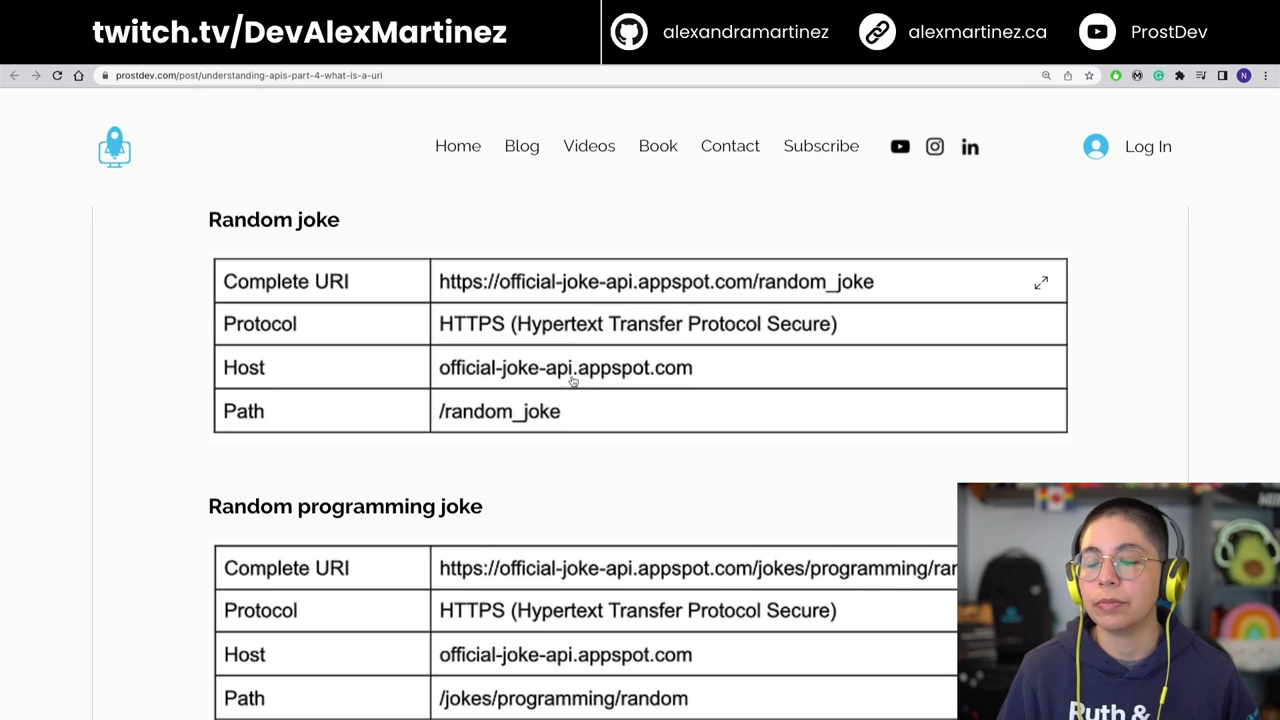 twitch.tv/DevAlexMartinez
alexandramartinez
alexmartinez.ca
ProstDev
prostdev.com/post/understanding-apis-part-4-what-is-a-uri
N
Home Blog Videos Book Contact Subscribe Log In
Random joke
Complete URI https://official-joke-api.appspot.com/random_joke
Protocol HTTPS (Hypertext Transfer Protocol Secure)
Host official-joke-api.appspot.com
Path /random_joke
Random programming joke
Complete URI https://official-joke-api.appspot.com/jokes/programming/rar
Protocol HTTPS (Hypertext Transfer Protocol Secure)
Host official-joke-api.appspot.com
Path /jokes/programming/random
Ruth &